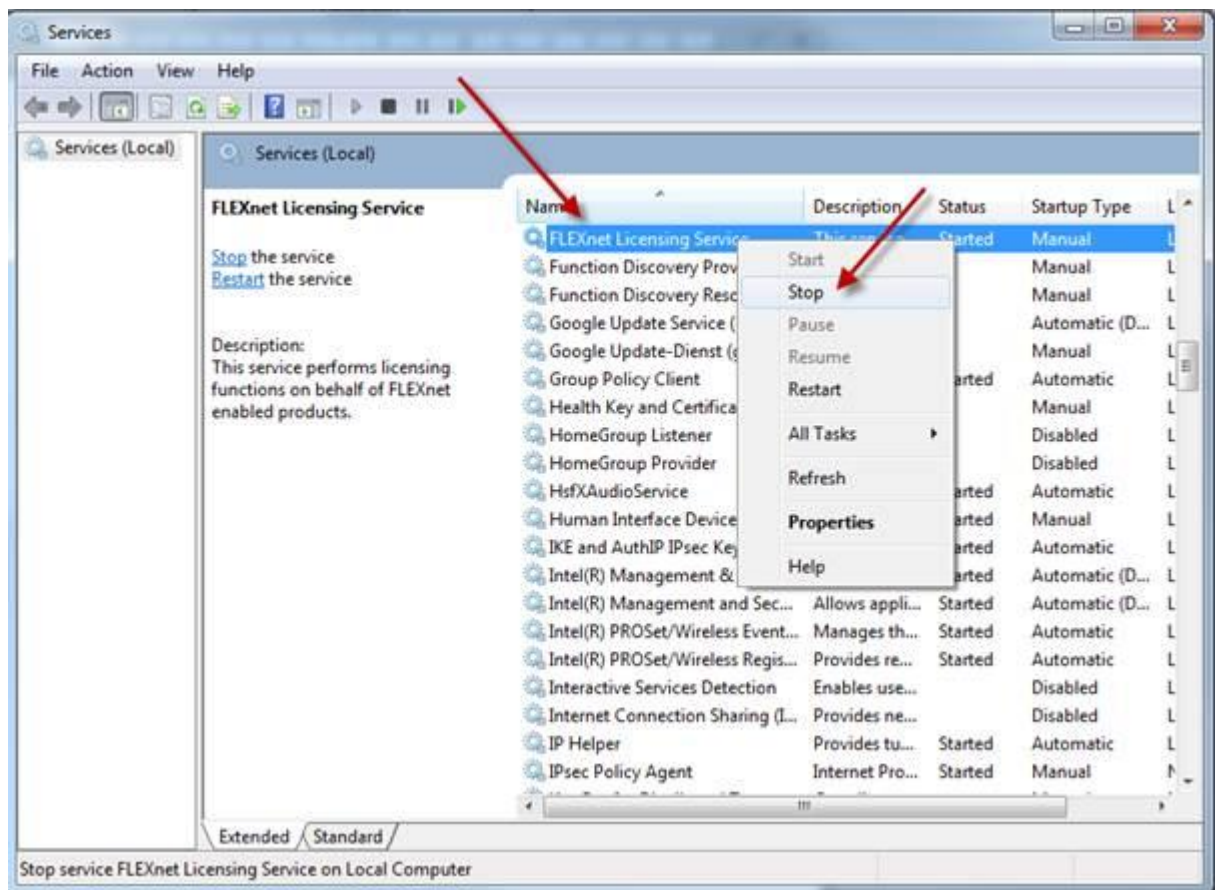 Services
File Action View Help
Services (Local)
Services (Local)
FLEXnet Licensing Service
Stop the service
Restart the service
Description:
This service performs licensing
functions on behalf of FLEXnet
enabled products.
Name Description Status Startup Type L
FLEXnet Licensing Service This service Started Manual L
Function Discovery Prov Manual L
Function Discovery Reso Manual L
Google Update Service ( Automatic (D... L
Google Update-Dienst (g Manual L
Group Policy Client arted Automatic L
Health Key and Certifica Manual L
HomeGroup Listener Disabled L
HomeGroup Provider Disabled L
HsfXAudioService arted Automatic L
Human Interface Device arted Manual L
IKE and AuthIP IPsec Key arted Automatic L
Intel(R) Management & arted Automatic (D... L
Intel(R) Management and Sec... Allows appli... Started Automatic (D... L
Intel(R) PROSet/Wireless Event... Manages th... Started Automatic L
Intel(R) PROSet/Wireless Regis... Provides re... Started Automatic L
Interactive Services Detection Enables use... Disabled L
Internet Connection Sharing (I... Provides ne... Disabled L
IP Helper Provides tu... Started Automatic L
IPsec Policy Agent Internet Pro... Started Manual N
Start
Stop
Pause
Resume
Restart
All Tasks
Refresh
Properties
Help
Extended Standard
Stop service FLEXnet Licensing Service on Local Computer